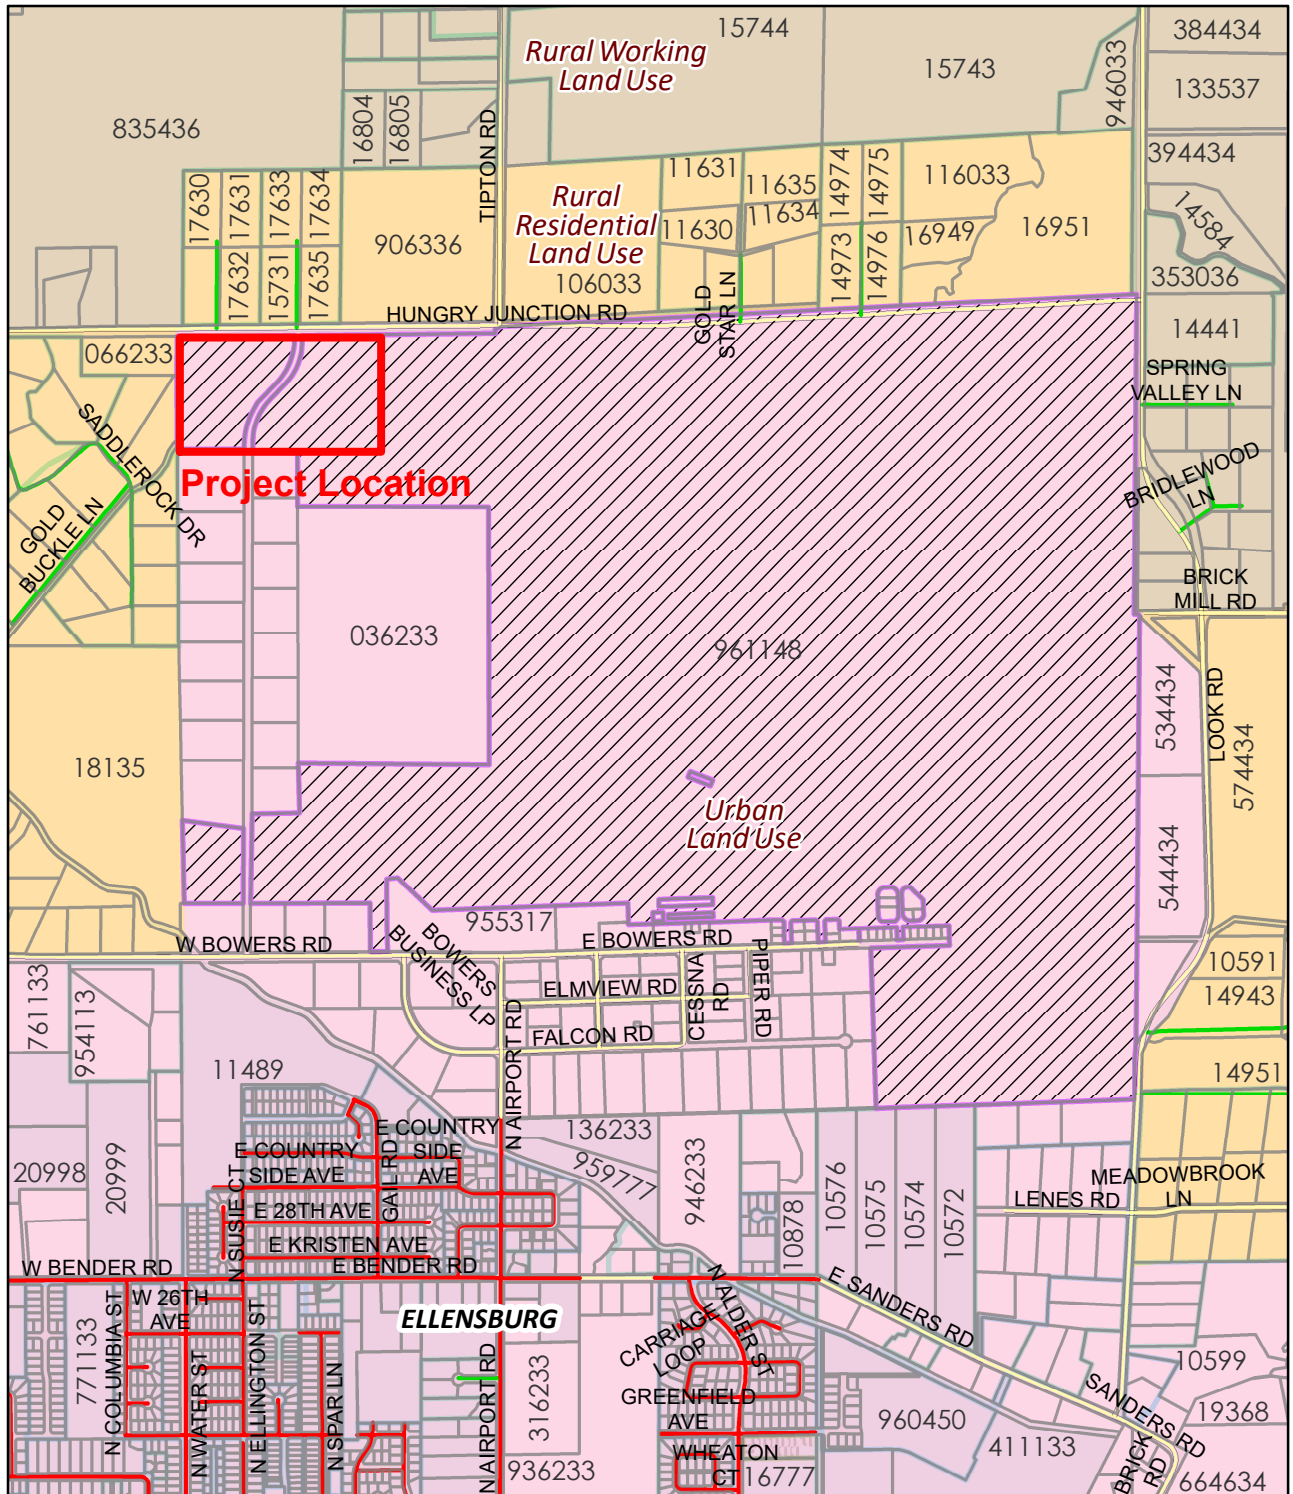 15744
384434
Rural Working
Land Use
15743
946033
133537
835436
16804
16805
TIPTON RD
394434
17630
17631
17633
17634
11631
11635
14974
14975
116033
Rural
Residential
Land Use
11630
11634
14584
906336
16949
16951
17632
15731
17635
106033
14973
14976
353036
HUNGRY JUNCTION RD
GOLD
STAR LN
14441
066233
SPRING
VALLEY LN
SADDLEROCK DR
Project Location
BRIDLEWOOD
LN
GOLD
BUCKLE LN
BRICK
MILL RD
036233
961148
534434
LOOK RD
574434
18135
Urban
Land Use
544434
955317
W BOWERS RD
BOWERS
BUSINESS LP
E BOWERS RD
PIPER RD
10591
761133
954113
ELMVIEW RD
CESSNA
RD
14943
FALCON RD
N AIRPORT RD
11489
14951
E COUNTRY
SIDE
AVE
136233
E COUNTRY
SIDE AVE
959777
946233
20998
20999
GAIL RD
10878
10576
10575
10574
10572
MEADOWBROOK
LN
LENES RD
N SUSIE CT
E 28TH AVE
E KRISTEN AVE
W BENDER RD
E BENDER RD
W 26TH
AVE
N ALDER ST
E SANDERS RD
ELLENSBURG
CARRIAGE
LOOP
771133
N COLUMBIA ST
N WATER ST
N ELLINGTON ST
N SPAR LN
N AIRPORT RD
316233
10599
GREENFIELD
AVE
960450
SANDERS RD
19368
411133
WHEATON
CT
936233
16777
BRICK
RD
664634